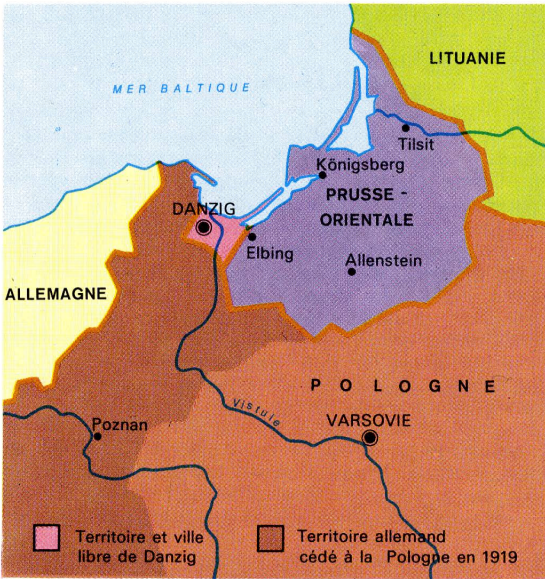 LITUANIE
MER BALTIQUE
Tilsit
Königsberg
PRUSSE -
ORIENTALE
DANZIG
Elbing
Allenstein
ALLEMAGNE
POLOGNE
Vistule
VARSOVIE
Poznan
Territoire et ville
libre de Danzig
Territoire allemand
cédé à la Pologne en 1919